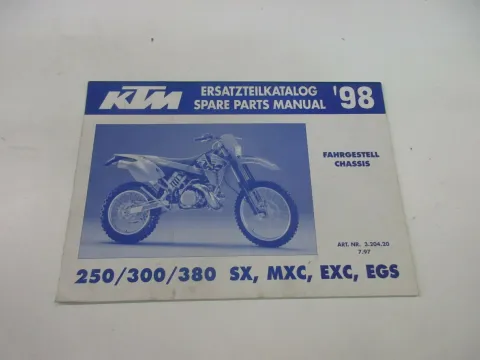 KTM
ERSATZTEILKATALOG
SPARE PARTS MANUAL
'98
FAHRGESTELL
CHASSIS
ART. NR. 3.204.20
7.97
250/300/380 SX, MXC, EXC, EGS